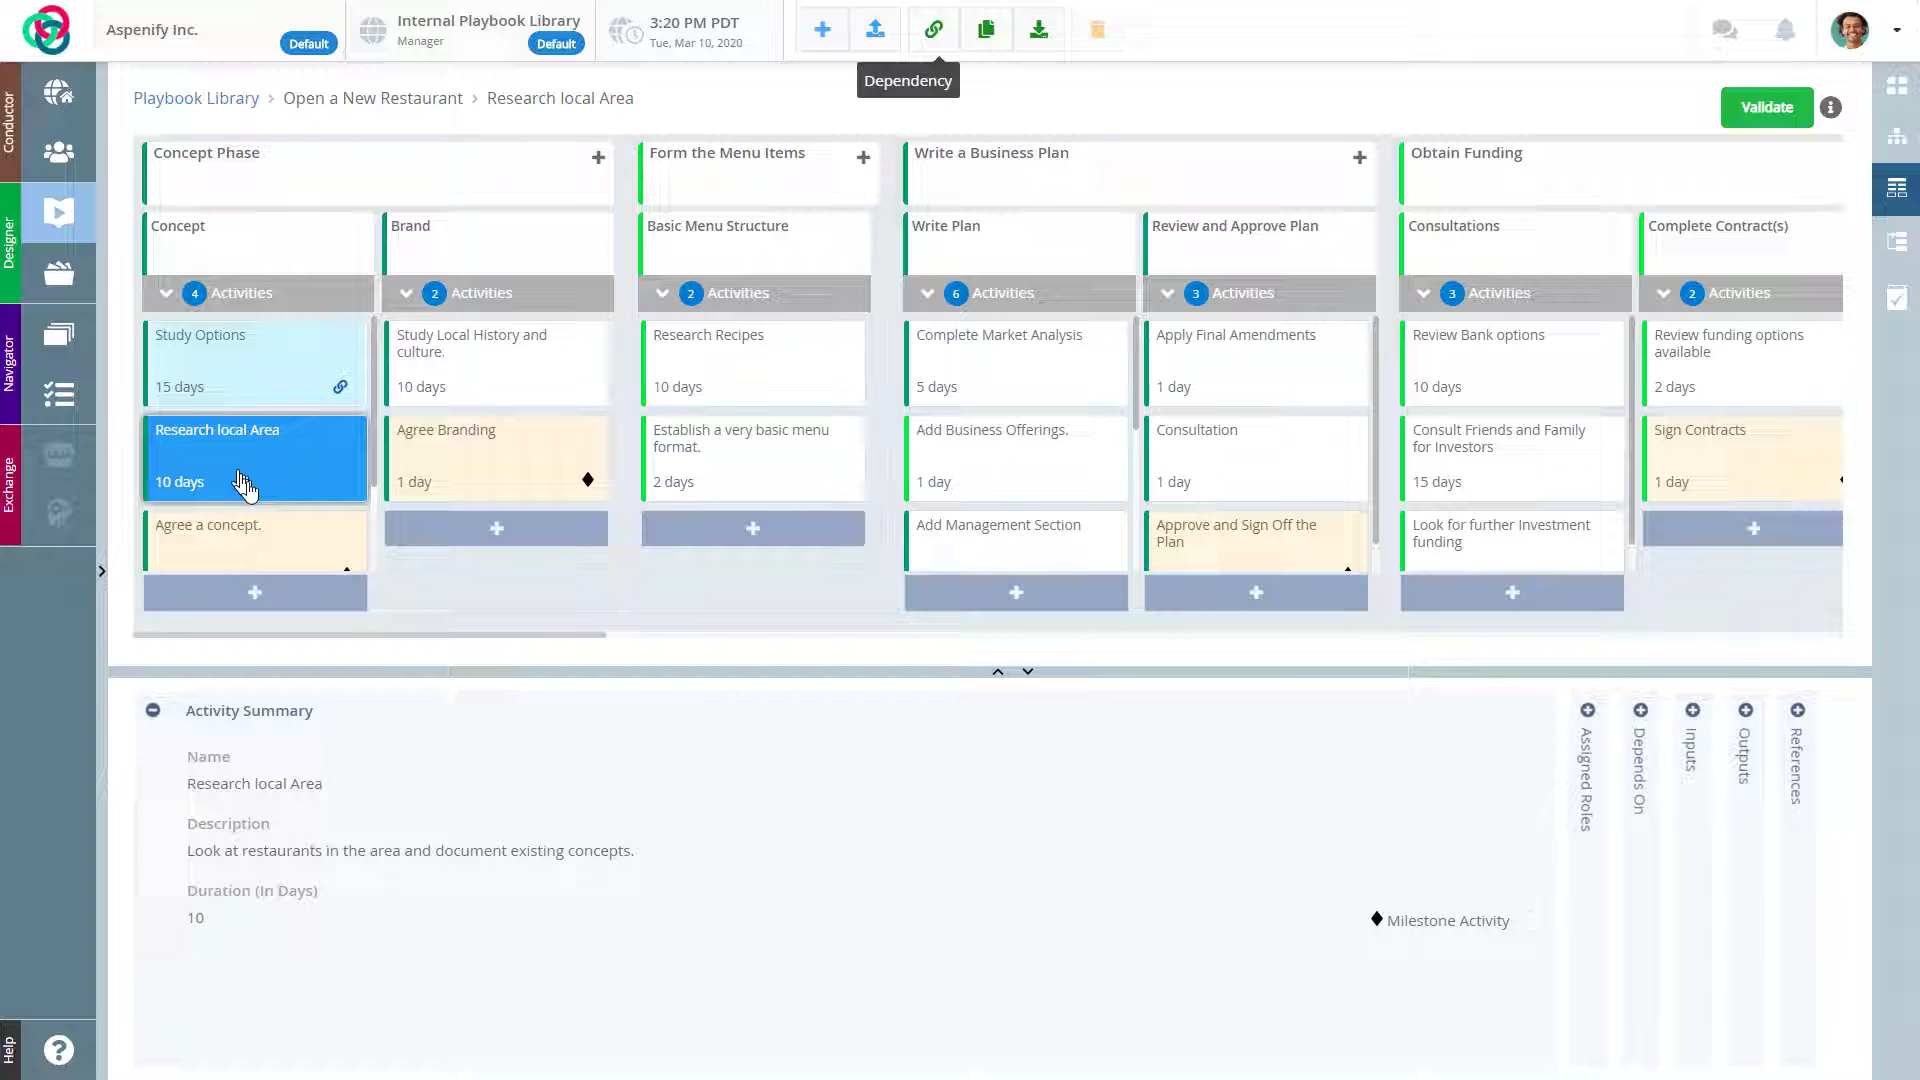 Aspenify Inc.
Default
Internal Playbook Library
Manager
Default
3:20 PM PDT
Tue, Mar 10, 2020
Dependency
Conductor
Designer
Navigator
Exchange
Help
Playbook Library > Open a New Restaurant > Research local Area
Validate
Concept Phase
Form the Menu Items
Write a Business Plan
Obtain Funding
Concept
Brand
Basic Menu Structure
Write Plan
Review and Approve Plan
Consultations
Complete Contract(s)
4 Activities
2 Activities
2 Activities
6 Activities
3 Activities
3 Activities
2 Activities
Study Options
15 days
Research local Area
10 days
Agree a concept.
Study Local History and
culture.
10 days
Agree Branding
1 day
Research Recipes
10 days
Establish a very basic menu
format.
2 days
Complete Market Analysis
5 days
Add Business Offerings.
1 day
Add Management Section
Apply Final Amendments
1 day
Consultation
1 day
Approve and Sign Off the
Plan
Review Bank options
10 days
Consult Friends and Family
for Investors
15 days
Look for further Investment
funding
Review funding options
available
2 days
Sign Contracts
1 day
Activity Summary
Name
Research local Area
Description
Look at restaurants in the area and document existing concepts.
Duration (In Days)
10
Milestone Activity
Assigned Roles
Depends On
Inputs
Outputs
References